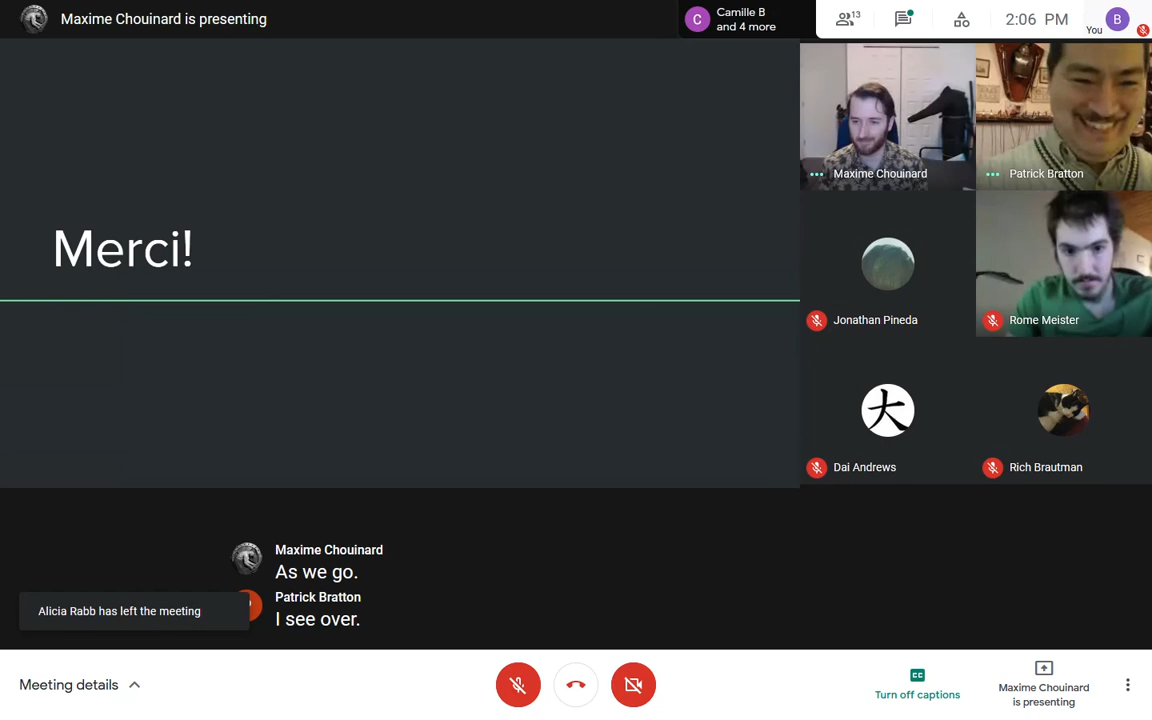 Maxime Chouinard is presenting
C
Camille B
and 4 more
13
2:06 PM
You
B
Merci!
Maxime Chouinard
Patrick Bratton
Jonathan Pineda
Rome Meister
大
Dai Andrews
Rich Brautman
Maxime Chouinard
As we go.
Patrick Bratton
I see over.
Alicia Rabb has left the meeting
Meeting details
CC
Turn off captions
Maxime Chouinard
is presenting